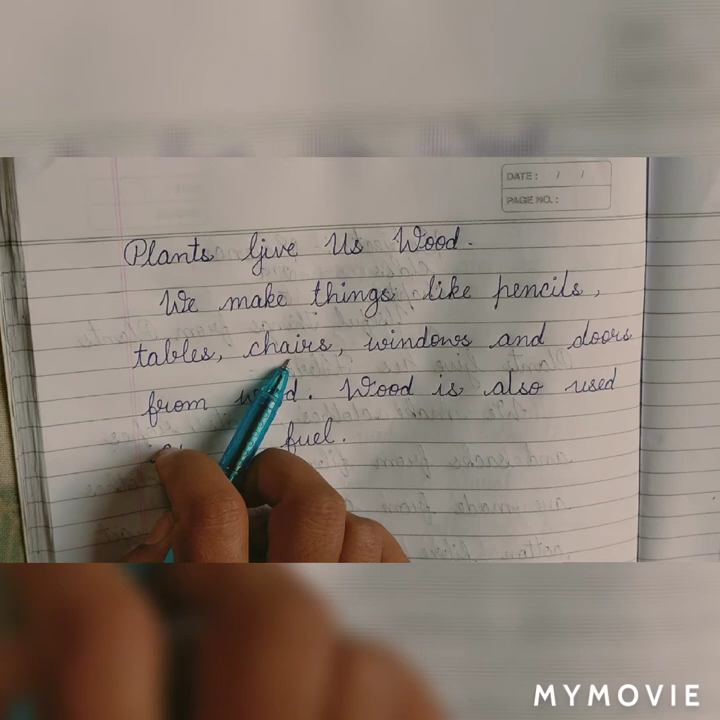 DATE: / /
PAGE NO.:
Plants Give Us Wood.
We make things like pencils,
tables, chairs, windows and doors
from wood. Wood is also used
fuel.
MYMOVIE